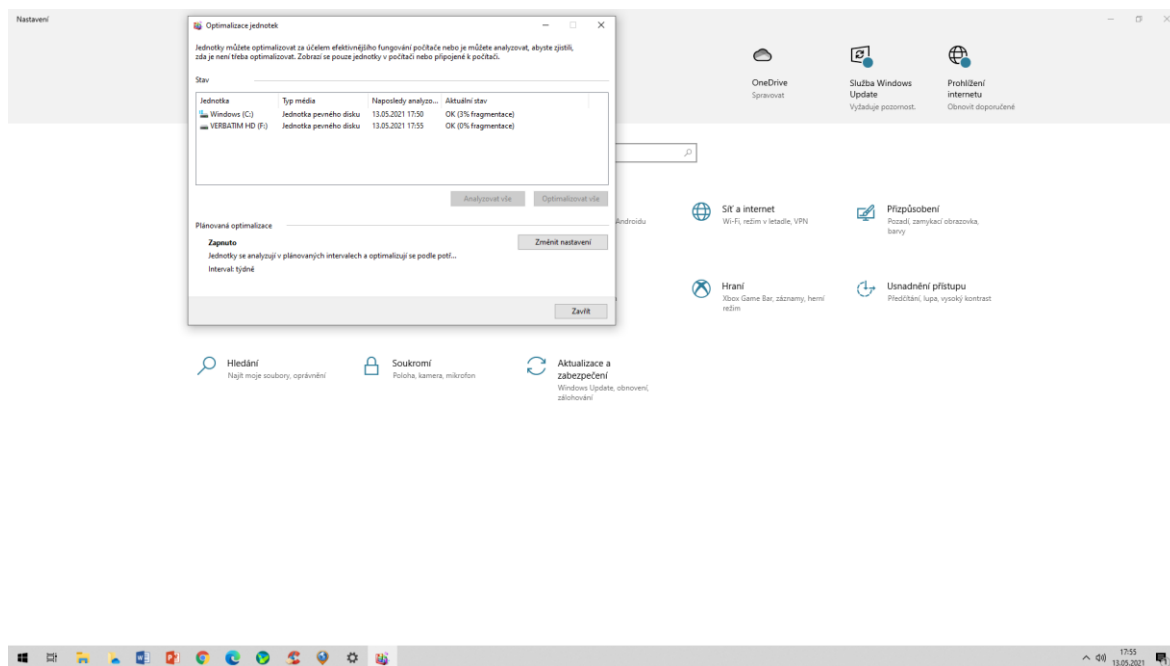 Nastavení
Optimalizace jednotek
Jednotky můžete optimalizovat za účelem efektivnějšího fungování počítače nebo je můžete analyzovat, abyste zjistili,
zda je není třeba optimalizovat. Zobrazí se pouze jednotky v počítači nebo připojené k počítači.
Stav
Jednotka Typ média Naposledy analyzo... Aktuální stav
Windows (C:) Jednotka pevného disku 13.05.2021 17:50 OK (3% fragmentace)
VERBATIM HD (F:) Jednotka pevného disku 13.05.2021 17:55 OK (0% fragmentace)
Analyzovat vše Optimalizovat vše
Plánovaná optimalizace
Zapnuto
Jednotky se analyzují v plánovaných intervalech a optimalizují se podle potř...
Interval: týdně
Změnit nastavení
Zavřít
OneDrive
Spravovat
Služba Windows
Update
Vyžaduje pozornost.
Prohlížení
internetu
Obnovit doporučené
Androidu
Síť a internet
Wi-Fi, režim v letadle, VPN
Přizpůsobení
Pozadí, zamykací obrazovka,
barvy
Hraní
Xbox Game Bar, záznamy, herní
režim
Usnadnění přístupu
Předčítání, lupa, vysoký kontrast
Hledání
Najít moje soubory, oprávnění
Soukromí
Poloha, kamera, mikrofon
Aktualizace a
zabezpečení
Windows Update, obnovení,
zálohování
17:55
13.05.2021